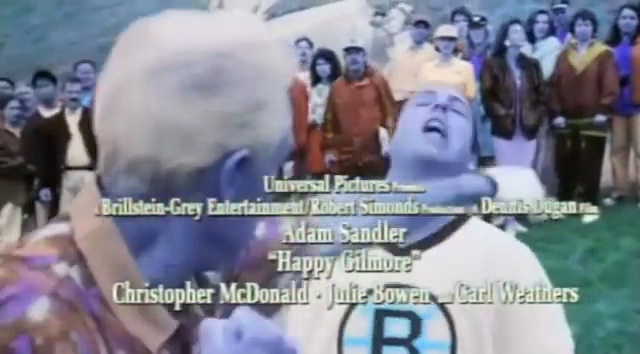 Universal Pictures Presents
A Brillstein-Grey Entertainment/Robert Simonds Production A Dennis Dugan Film
Adam Sandler
"Happy Gilmore"
Christopher McDonald · Julie Bowen and Carl Weathers
B